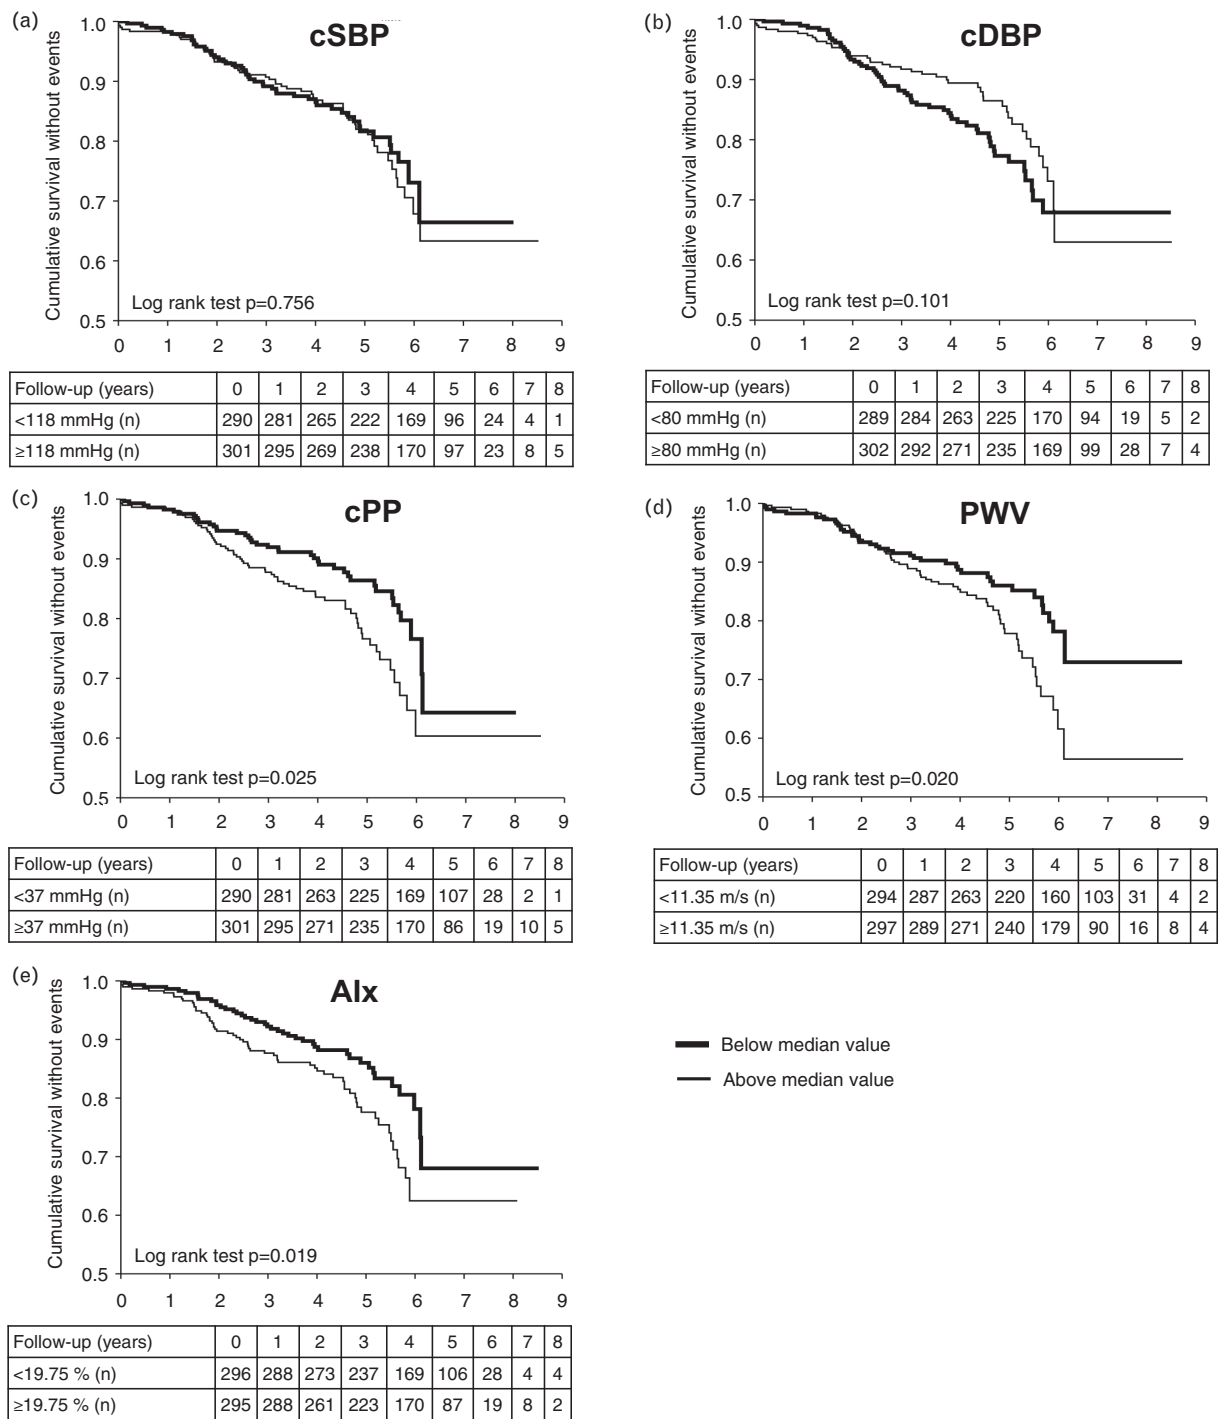 (a)
cSBP
Cumulative survival without events
1.0
0.9
0.8
0.7
0.6
0.5
Log rank test p=0.756
0 1 2 3 4 5 6 7 8 9
Follow-up (years) 0 1 2 3 4 5 6 7 8
<118 mmHg (n) 290 281 265 222 169 96 24 4 1
≥118 mmHg (n) 301 295 269 238 170 97 23 8 5
(b)
cDBP
Cumulative survival without events
1.0
0.9
0.8
0.7
0.6
0.5
Log rank test p=0.101
0 1 2 3 4 5 6 7 8 9
Follow-up (years) 0 1 2 3 4 5 6 7 8
<80 mmHg (n) 289 284 263 225 170 94 19 5 2
≥80 mmHg (n) 302 292 271 235 169 99 28 7 4
(c)
cPP
Cumulative survival without events
1.0
0.9
0.8
0.7
0.6
0.5
Log rank test p=0.025
0 1 2 3 4 5 6 7 8 9
Follow-up (years) 0 1 2 3 4 5 6 7 8
<37 mmHg (n) 290 281 263 225 169 107 28 2 1
≥37 mmHg (n) 301 295 271 235 170 86 19 10 5
(d)
PWV
Cumulative survival without events
1.0
0.9
0.8
0.7
0.6
0.5
Log rank test p=0.020
0 1 2 3 4 5 6 7 8 9
Follow-up (years) 0 1 2 3 4 5 6 7 8
<11.35 m/s (n) 294 287 263 220 160 103 31 4 2
≥11.35 m/s (n) 297 289 271 240 179 90 16 8 4
(e)
AIx
Cumulative survival without events
1.0
0.9
0.8
0.7
0.6
0.5
Log rank test p=0.019
0 1 2 3 4 5 6 7 8 9
Follow-up (years) 0 1 2 3 4 5 6 7 8
<19.75 % (n) 296 288 273 237 169 106 28 4 4
≥19.75 % (n) 295 288 261 223 170 87 19 8 2
Below median value
Above median value